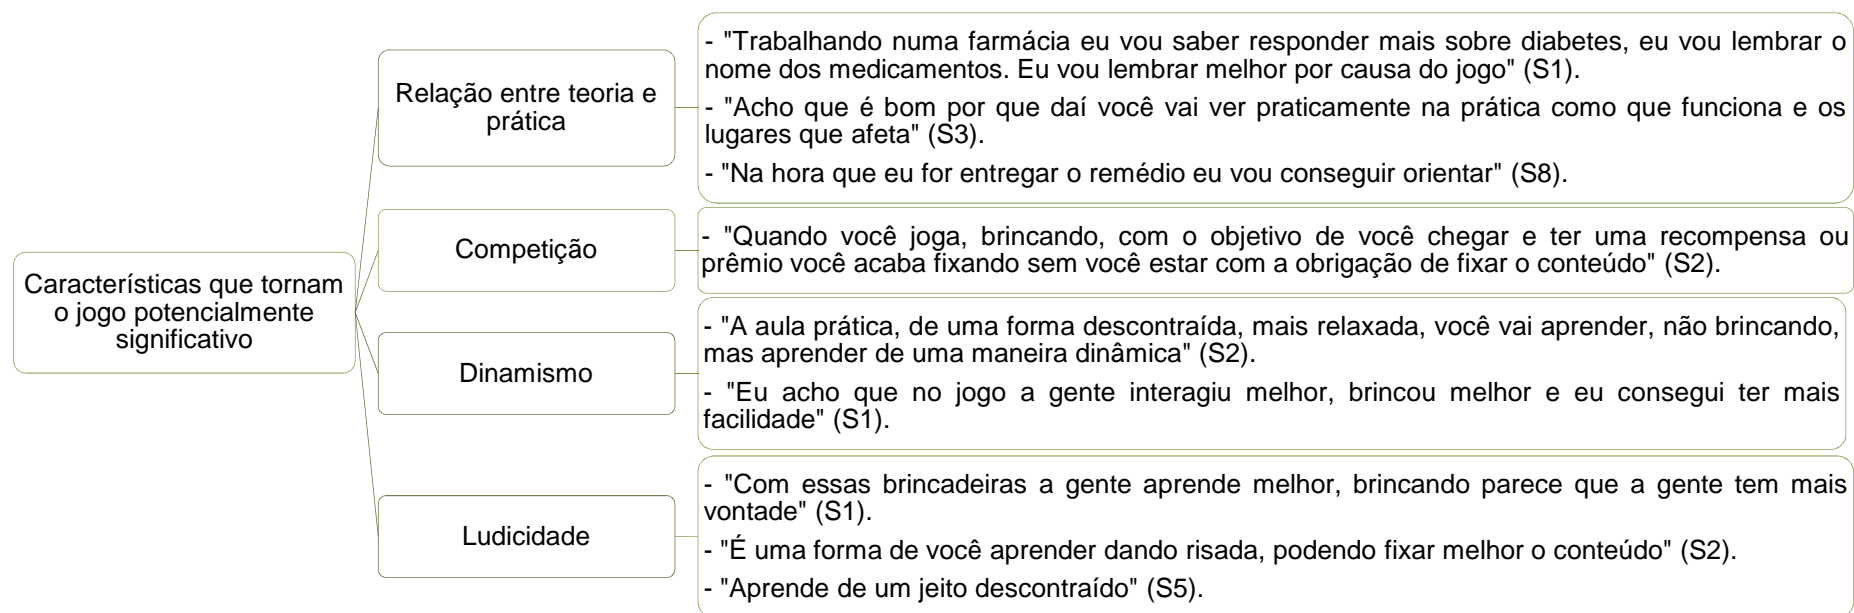 Característícas que tornam
o jogo potencialmente
significativo
Relação entre teoria e
prática
- "Trabalhando numa farmácia eu vou saber responder mais sobre diabetes, eu vou lembrar o
nome dos medicamentos. Eu vou lembrar melhor por causa do jogo" (S1).
- "Acho que é bom por que daí você vai ver praticamente na prática como que funciona e os
lugares que afeta" (S3).
- "Na hora que eu for entregar o remédio eu vou conseguir orientar" (S8).
Competição
- "Quando você joga, brincando, com o objetivo de você chegar e ter uma recompensa ou
prêmio você acaba fixando sem você estar com a obrigação de fixar o conteúdo" (S2).
Dinamismo
- "A aula prática, de uma forma descontraída, mais relaxada, você vai aprender, não brincando,
mas aprender de uma maneira dinâmica" (S2).
- "Eu acho que no jogo a gente interagiu melhor, brincou melhor e eu consegui ter mais
facilidade" (S1).
Ludicidade
- "Com essas brincadeiras a gente aprende melhor, brincando parece que a gente tem mais
vontade" (S1).
- "É uma forma de você aprender dando risada, podendo fixar melhor o conteúdo" (S2).
- "Aprende de um jeito descontraído" (S5).